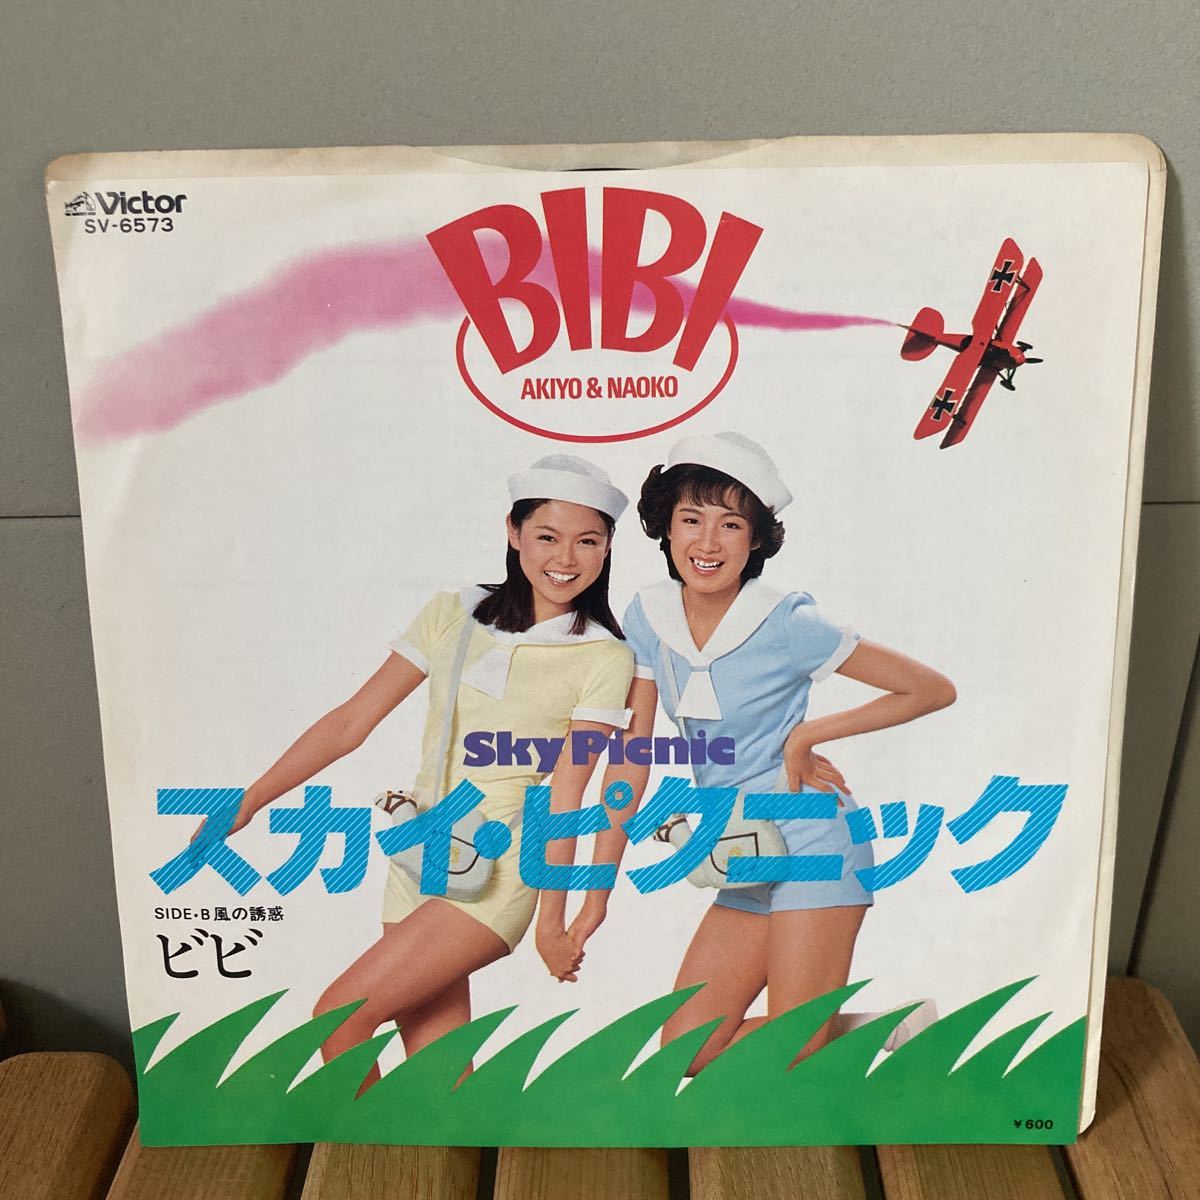 Victor
SV-6573
BIBI
AKIYO & NAOKO
Sky Picnic
スカイ・ピクニック
SIDE・B 風の誘惑
ビビ
¥600